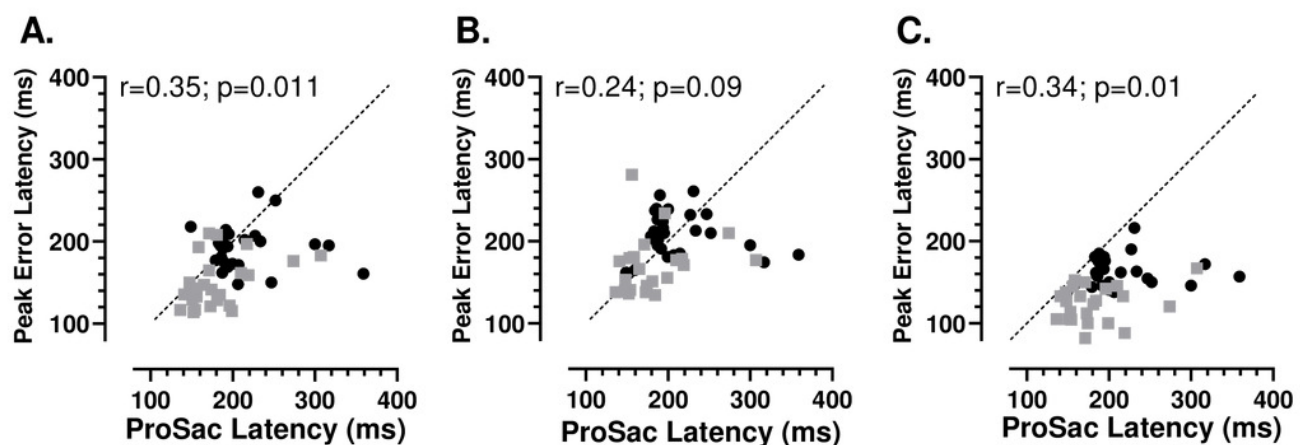 A.
r=0.35; p=0.011
Peak Error Latency (ms)
400
300
200
100
100 200 300 400
ProSac Latency (ms)
B.
r=0.24; p=0.09
Peak Error Latency (ms)
400
300
200
100
100 200 300 400
ProSac Latency (ms)
C.
r=0.34; p=0.01
Peak Error Latency (ms)
400
300
200
100
100 200 300 400
ProSac Latency (ms)